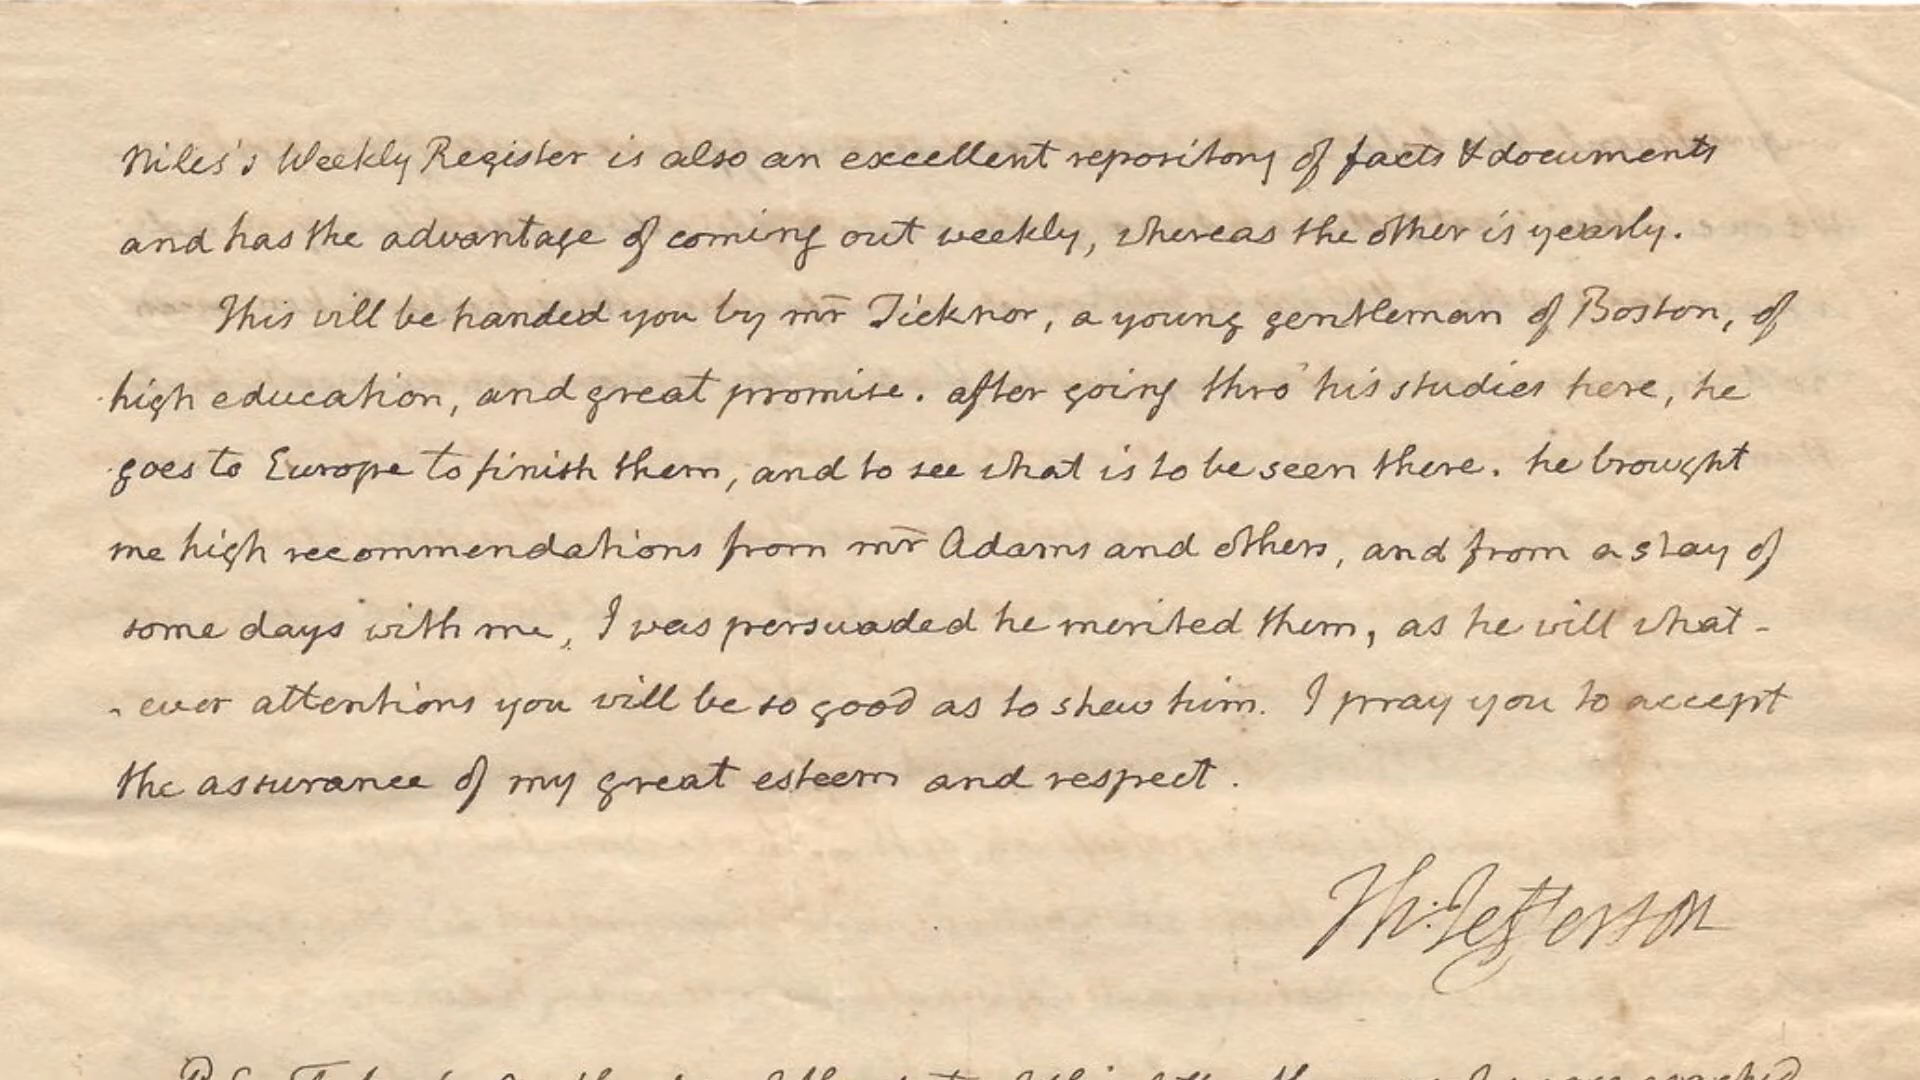 Niles's Weekly Register is also an excellent repository of facts & documents
and has the advantage of coming out weekly, whereas the other is yearly.
This will be handed you by mr Ticknor, a young gentleman of Boston, of
high education, and great promise. after going thro' his studies here, he
goes to Europe to finish them, and to see what is to be seen there. he brought
me high recommendations from mr Adams and others, and from a stay of
some days with me, I was persuaded he merited them, as he will what-
-ever attentions you will be so good as to shew him. I pray you to accept
the assurance of my great esteem and respect.
Th: Jefferson